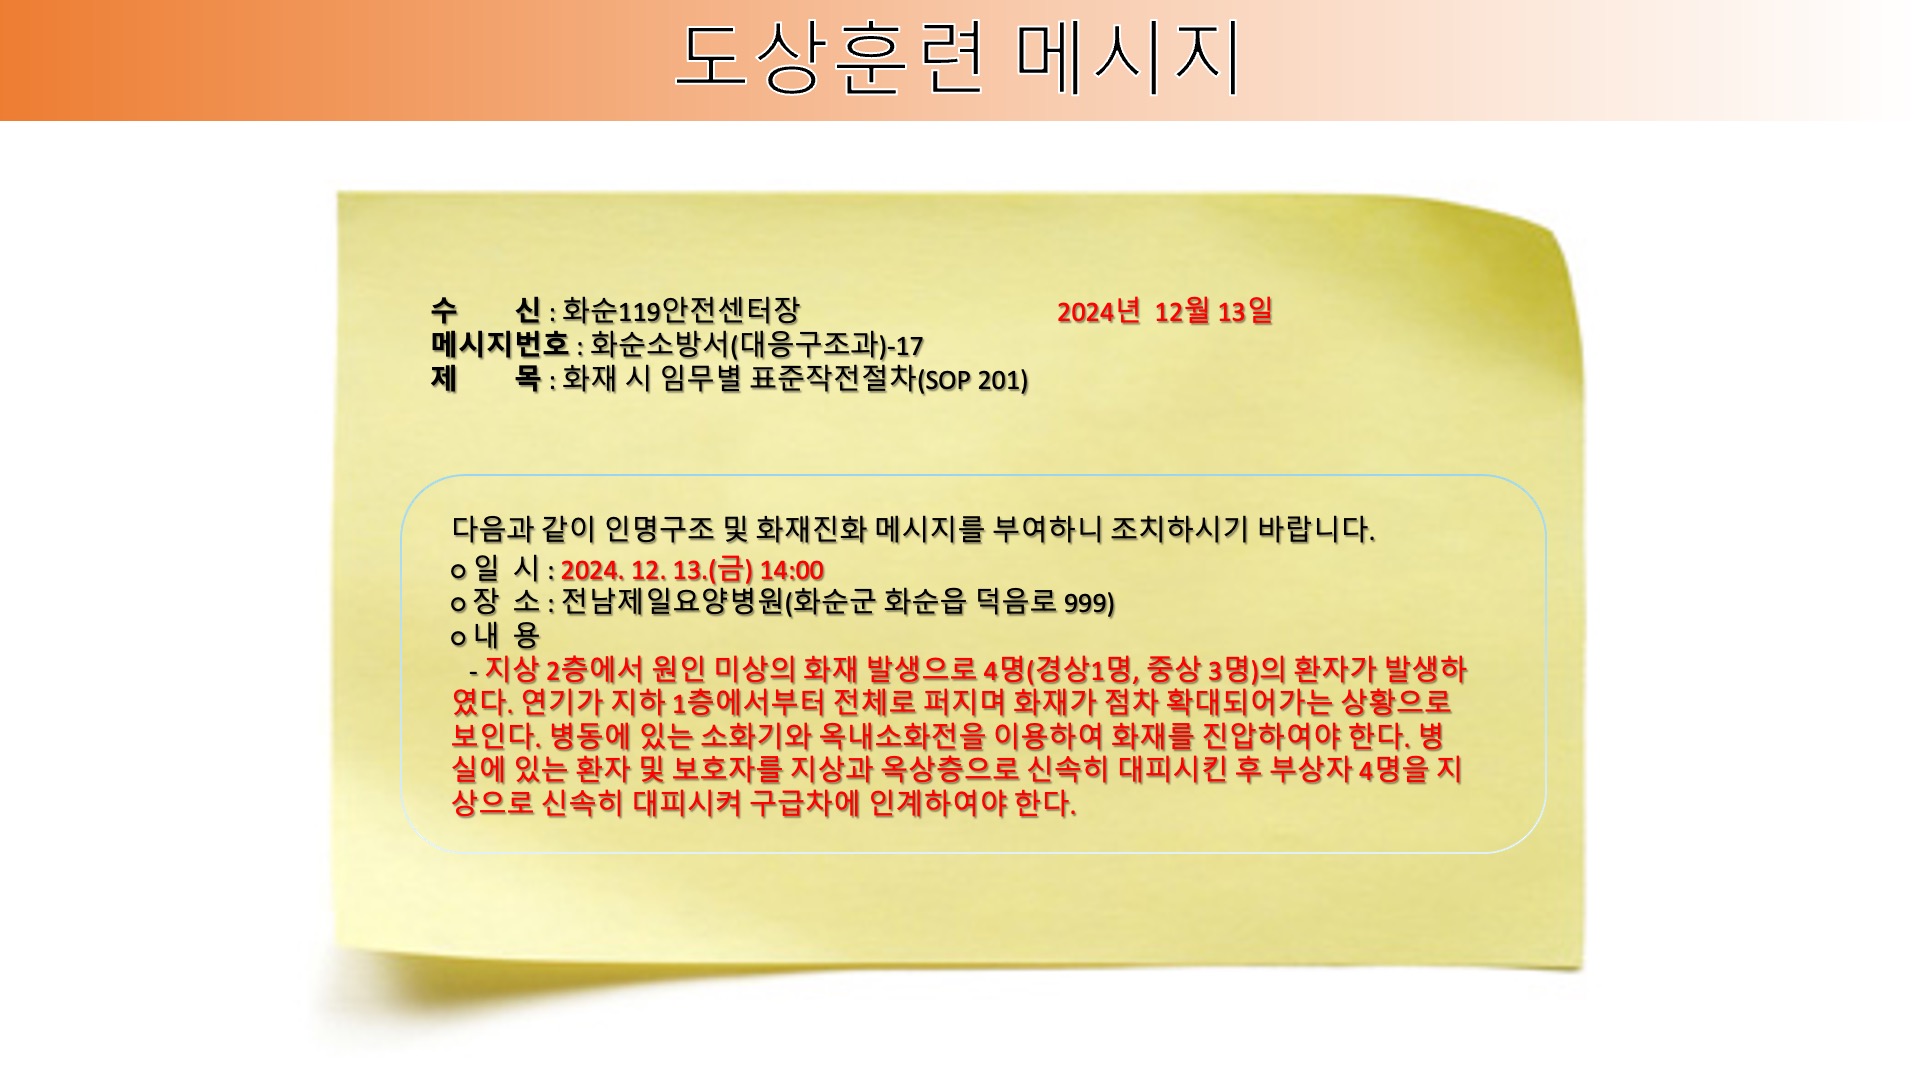 도상훈련 메시지
수 신 : 화순119안전센터장 2024년 12월 13일
메시지번호 : 화순소방서(대응구조과)-17
제 목 : 화재 시 임무별 표준작전절차(SOP 201)
다음과 같이 인명구조 및 화재진화 메시지를 부여하니 조치하시기 바랍니다.
ㅇ 일 시 : 2024. 12. 13.(금) 14:00
ㅇ 장 소 : 전남제일요양병원(화순군 화순읍 덕음로 999)
ㅇ 내 용
- 지상 2층에서 원인 미상의 화재 발생으로 4명(경상1명, 중상 3명)의 환자가 발생하
였다. 연기가 지하 1층에서부터 전체로 퍼지며 화재가 점차 확대되어가는 상황으로
보인다. 병동에 있는 소화기와 옥내소화전을 이용하여 화재를 진압하여야 한다. 병
실에 있는 환자 및 보호자를 지상과 옥상층으로 신속히 대피시킨 후 부상자 4명을 지
상으로 신속히 대피시켜 구급차에 인계하여야 한다.